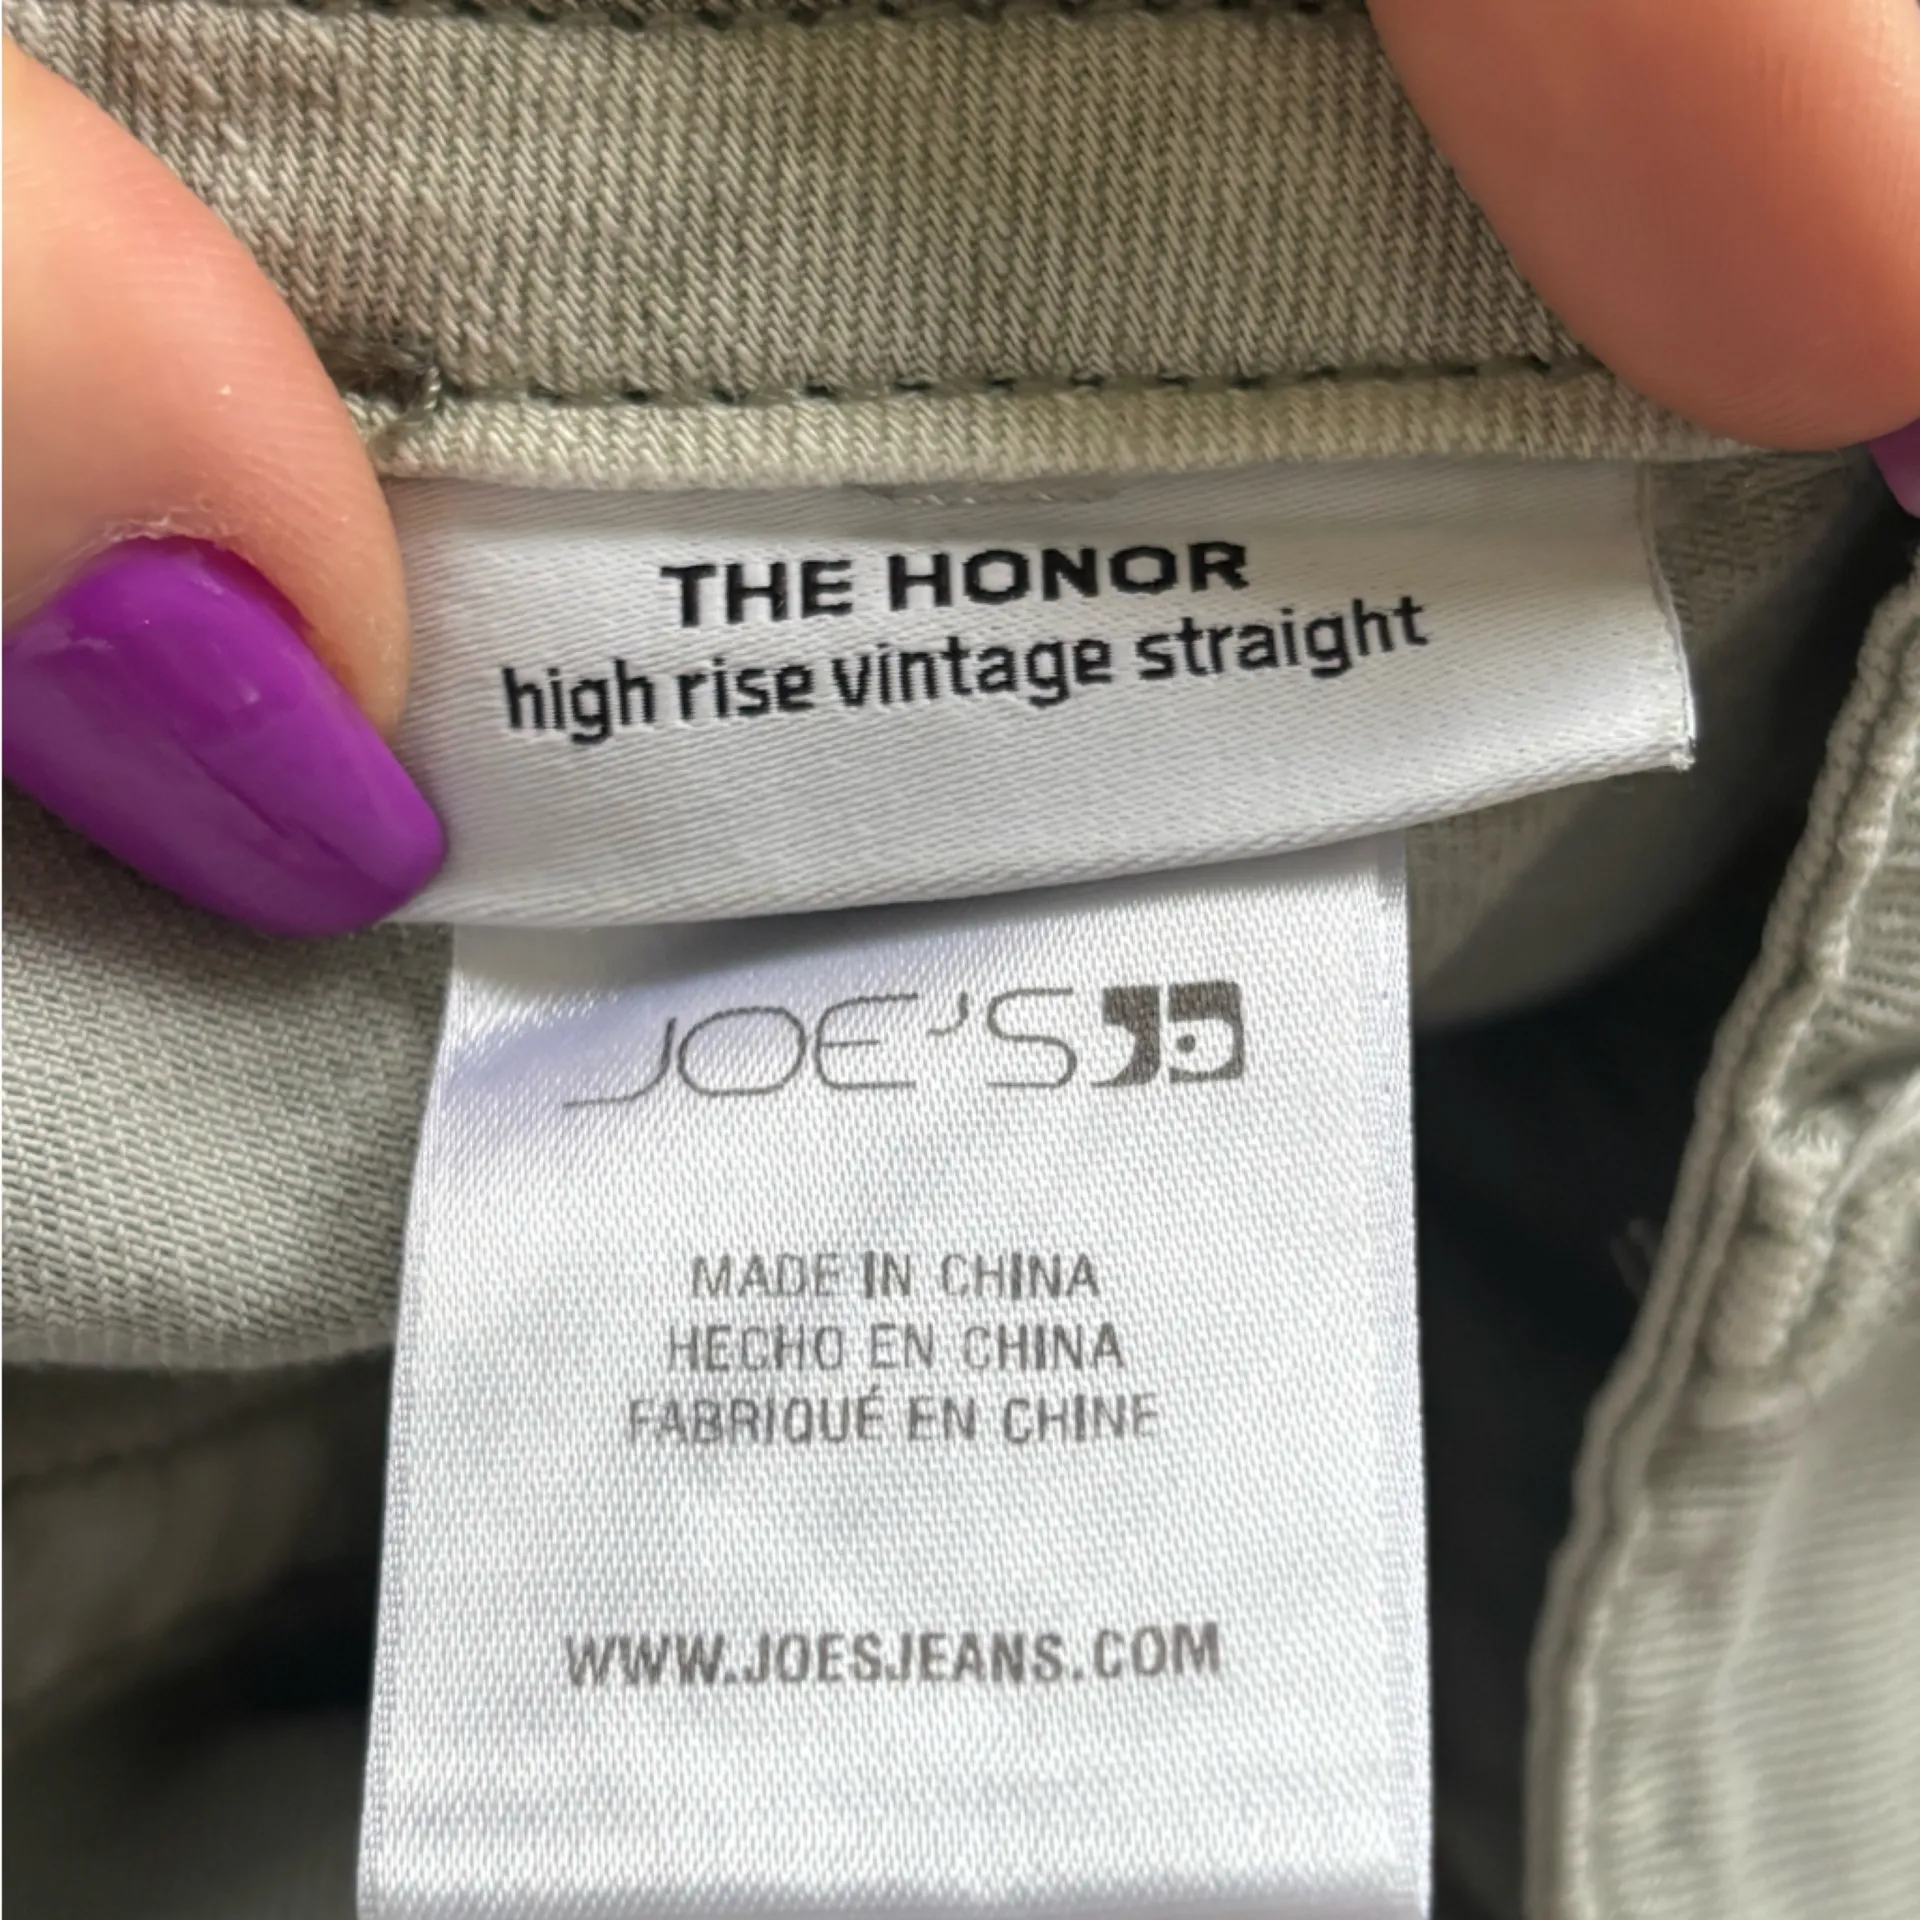 THE HONOR
high rise vintage straight
JOE'S
MADE IN CHINA
HECHO EN CHINA
FABRIQUÉ EN CHINE
WWW.JOESJEANS.COM